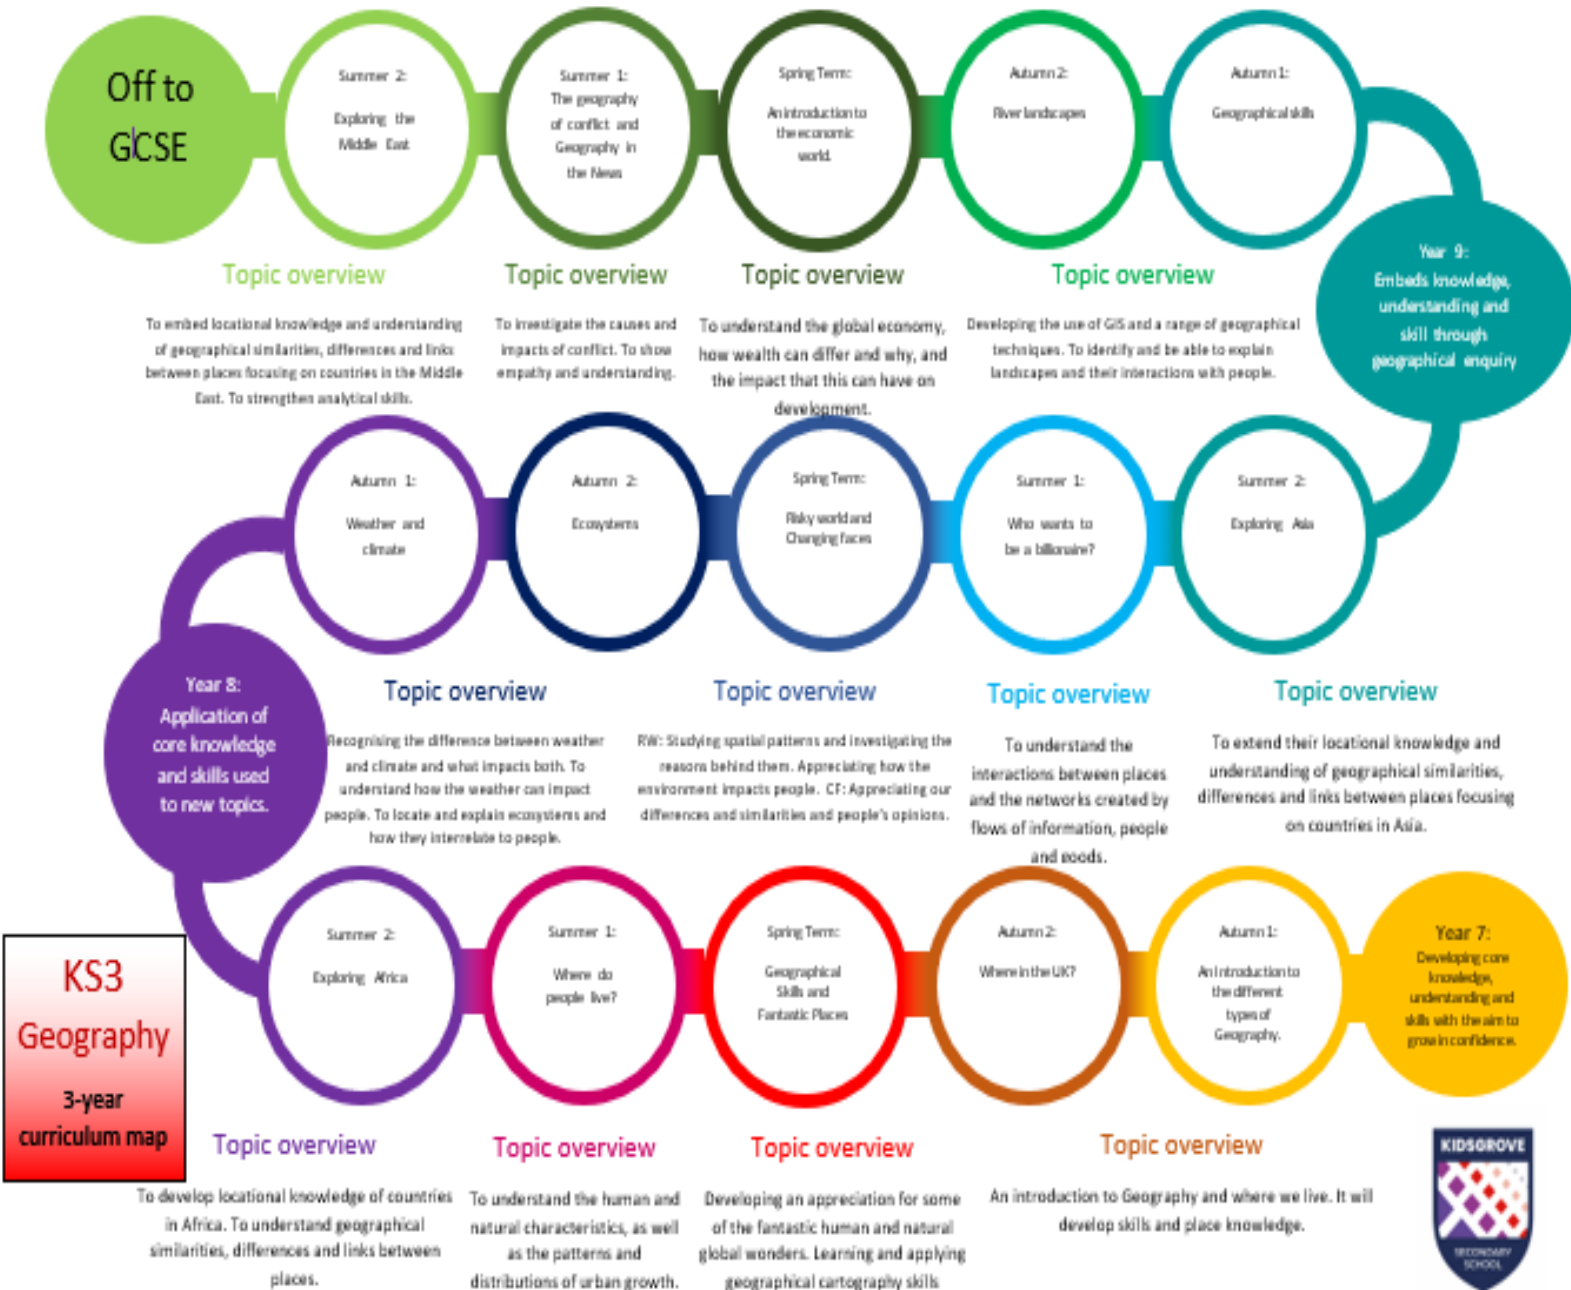 Off to
GCSE
Summer 2:
Exploring the
Middle East
Summer 1:
The geography
of conflict and
Geography in
the News
Spring Term:
An introduction to
the economic
world.
Autumn 2:
River landscapes
Autumn 1:
Geographical skills
Year 9:
Embeds knowledge,
understanding and
skill through
geographical enquiry
Topic overview
To embed locational knowledge and understanding
of geographical similarities, differences and links
between places focusing on countries in the Middle
East. To strengthen analytical skills.
Topic overview
To investigate the causes and
impacts of conflict. To show
empathy and understanding.
Topic overview
To understand the global economy,
how wealth can differ and why, and
the impact that this can have on
development.
Topic overview
Developing the use of GIS and a range of geographical
techniques. To identify and be able to explain
landscapes and their interactions with people.
Autumn 1:
Weather and
climate
Autumn 2:
Ecosystems
Spring Term:
Risky world and
Changing faces
Summer 1:
Who wants to
be a billionaire?
Summer 2:
Exploring Asia
Year 8:
Application of
core knowledge
and skills used
to new topics.
Topic overview
Recognising the difference between weather
and climate and what impacts both. To
understand how the weather can impact
people. To locate and explain ecosystems and
how they interrelate to people.
Topic overview
RW: Studying spatial patterns and investigating the
reasons behind them. Appreciating how the
environment impacts people. CF: Appreciating our
differences and similarities and people's opinions.
Topic overview
To understand the
interactions between places
and the networks created by
flows of information, people
and goods.
Topic overview
To extend their locational knowledge and
understanding of geographical similarities,
differences and links between places focusing
on countries in Asia.
Summer 2:
Exploring Africa
Summer 1:
Where do
people live?
Spring Term:
Geographical
Skills and
Fantastic Places
Autumn 2:
Where in the UK?
Autumn 1:
An Introduction to
the different
types of
Geography.
Year 7:
Developing core
knowledge,
understanding and
skills with the aim to
grow in confidence.
KS3
Geography
3-year
curriculum map
Topic overview
To develop locational knowledge of countries
in Africa. To understand geographical
similarities, differences and links between
places.
Topic overview
To understand the human and
natural characteristics, as well
as the patterns and
distributions of urban growth.
Topic overview
Developing an appreciation for some
of the fantastic human and natural
global wonders. Learning and applying
geographical cartography skills
Topic overview
An introduction to Geography and where we live. It will
develop skills and place knowledge.
KIDSGROVE
SECONDARY
SCHOOL